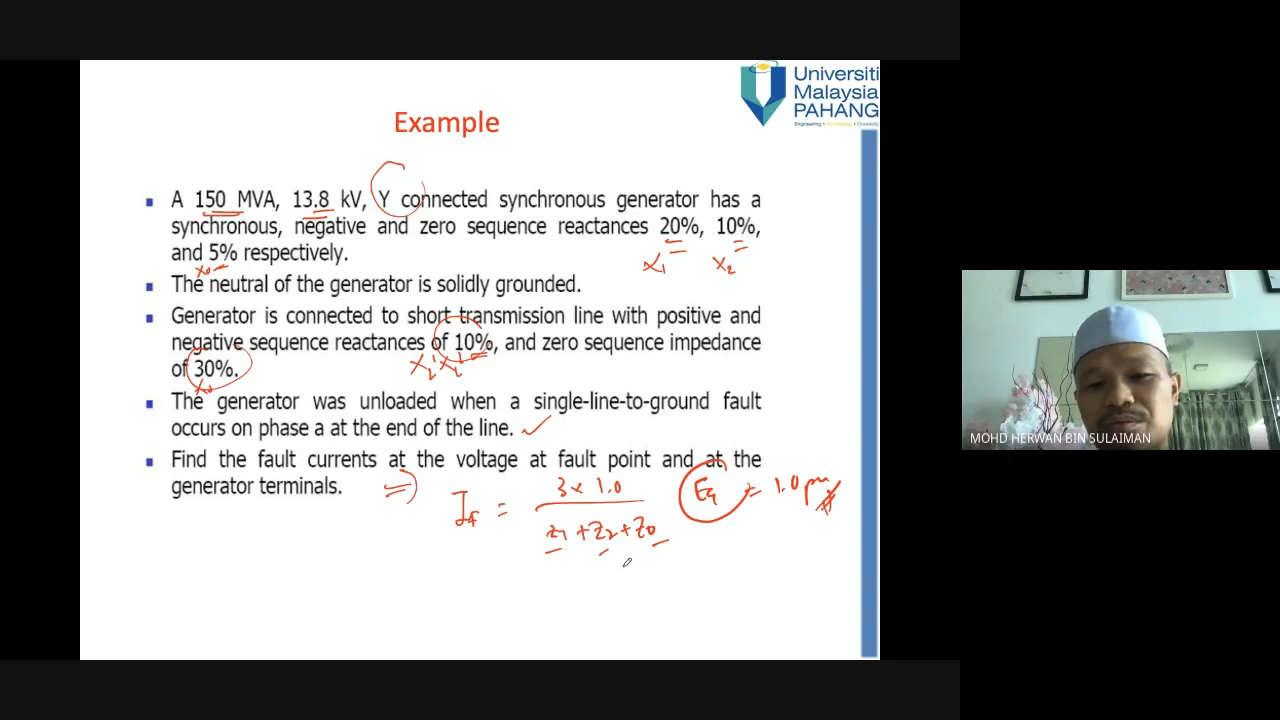 Universiti
Malaysia
PAHANG
Engineering • Technology • Creativity
Example
A 150 MVA, 13.8 kV, Y connected synchronous generator has a
synchronous, negative and zero sequence reactances 20%, 10%,
and 5% respectively.
X1 X2
X0
The neutral of the generator is solidly grounded.
Generator is connected to short transmission line with positive and
negative sequence reactances of 10%, and zero sequence impedance
of 30%.
X0
The generator was unloaded when a single-line-to-ground fault
occurs on phase a at the end of the line.
Find the fault currents at the voltage at fault point and at the
generator terminals.
If = 3 x 1.0
Z1 + Z2 + Z0
Ea = 1.0 pu
MOHD HERWAN BIN SULAIMAN